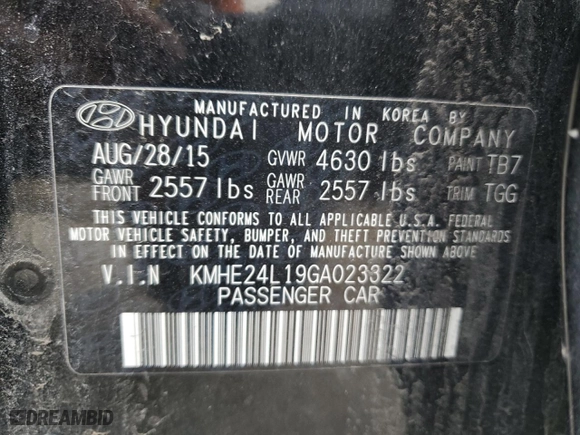 MANUFACTURED IN KOREA BY
HYUNDAI MOTOR COMPANY
AUG/28/15 GVWR 4630 lbs PAINT TB7
GAWR FRONT 2557 lbs GAWR REAR 2557 lbs TRIM TGG
THIS VEHICLE CONFORMS TO ALL APPLICABLE U.S.A. FEDERAL
MOTOR VEHICLE SAFETY, BUMPER, AND THEFT PREVENTION STANDARDS
IN EFFECT ON THE DATE OF MANUFACTURE SHOWN ABOVE
V.I.N KMHE24L19GA023322
PASSENGER CAR
DREAMBID